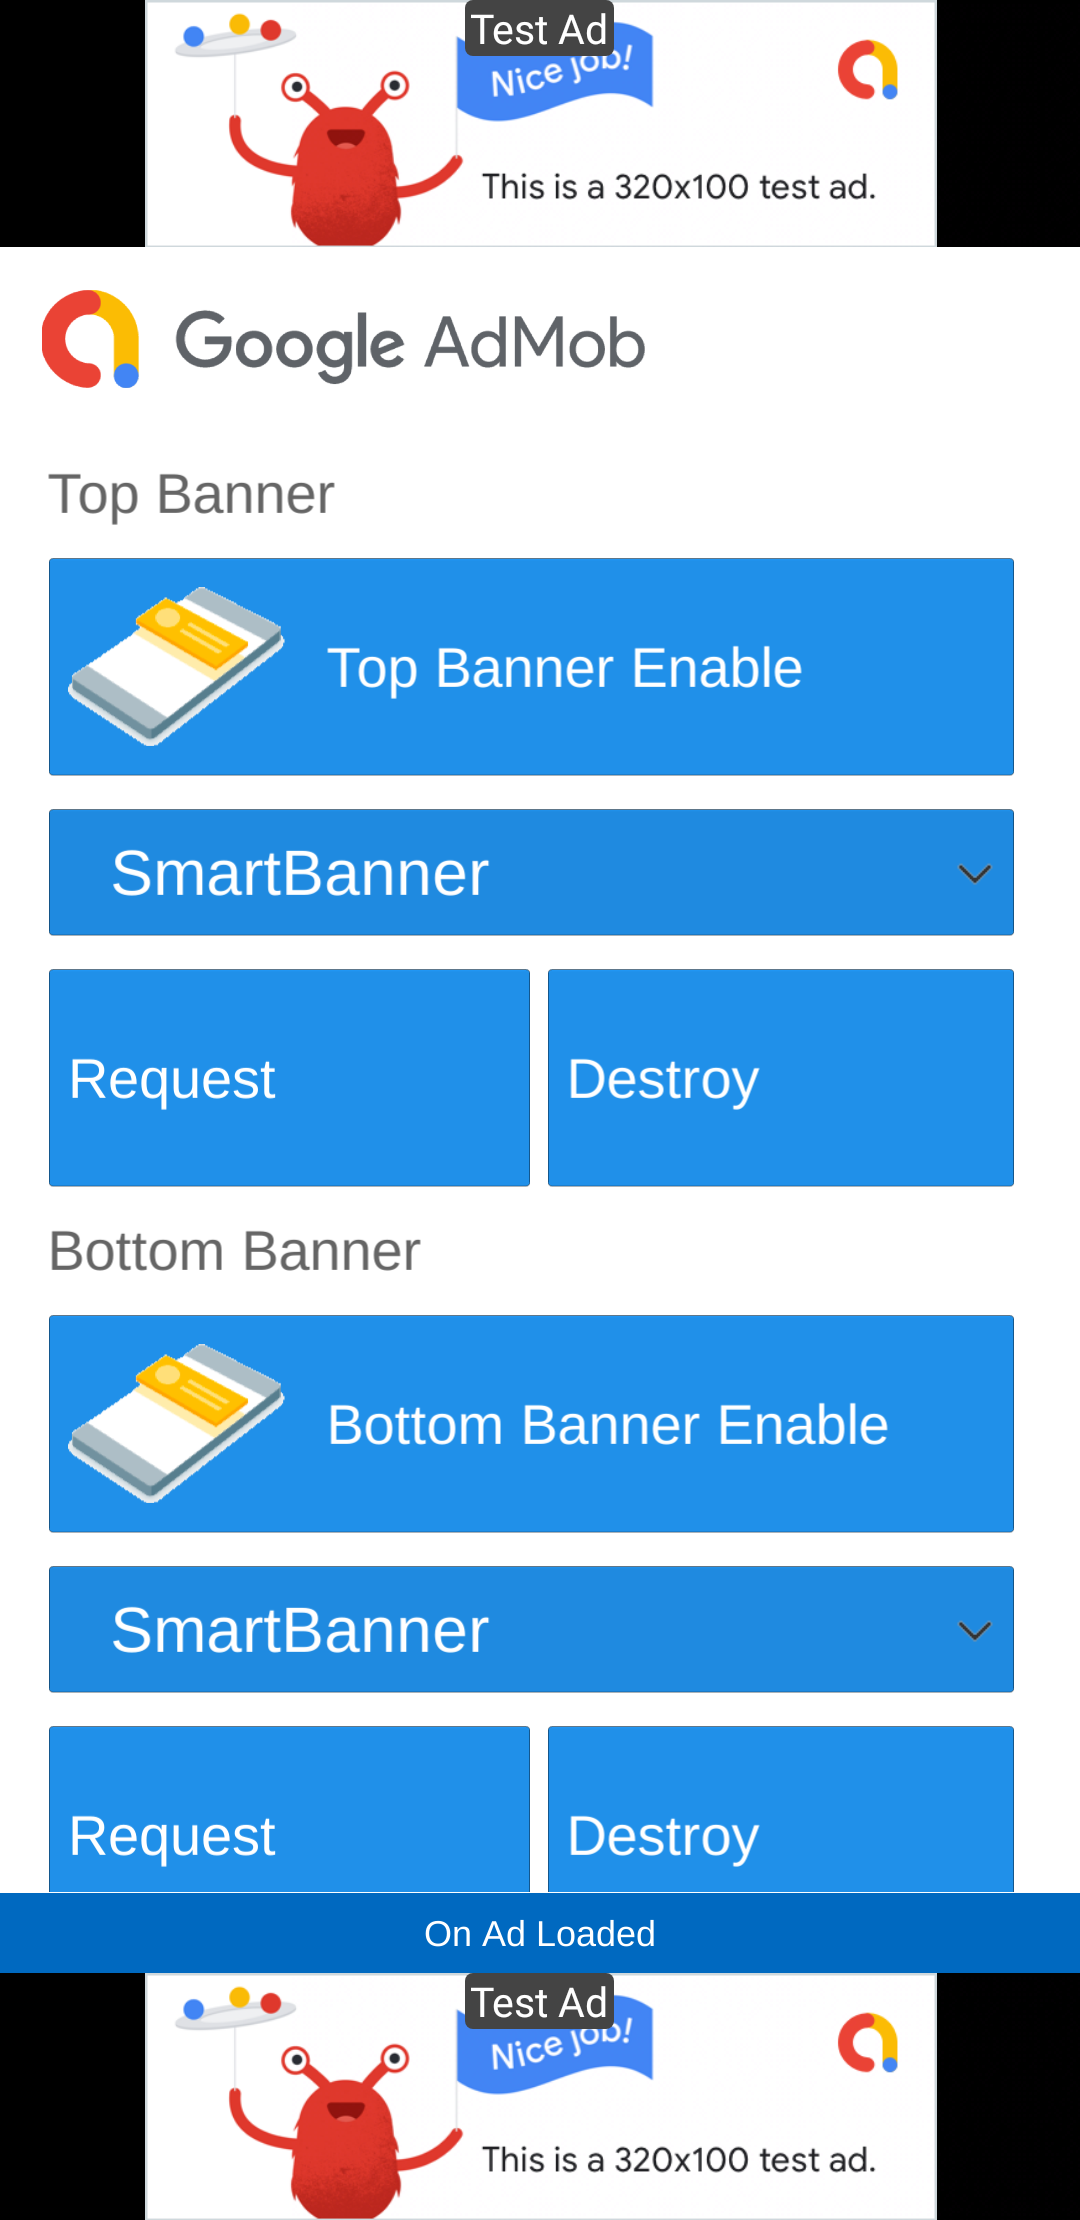 Test Ad
Nice job!
This is a 320x100 test ad.
Google AdMob
Top Banner
Top Banner Enable
SmartBanner
Request
Destroy
Bottom Banner
Bottom Banner Enable
SmartBanner
Request
Destroy
On Ad Loaded
Test Ad
Nice job!
This is a 320x100 test ad.